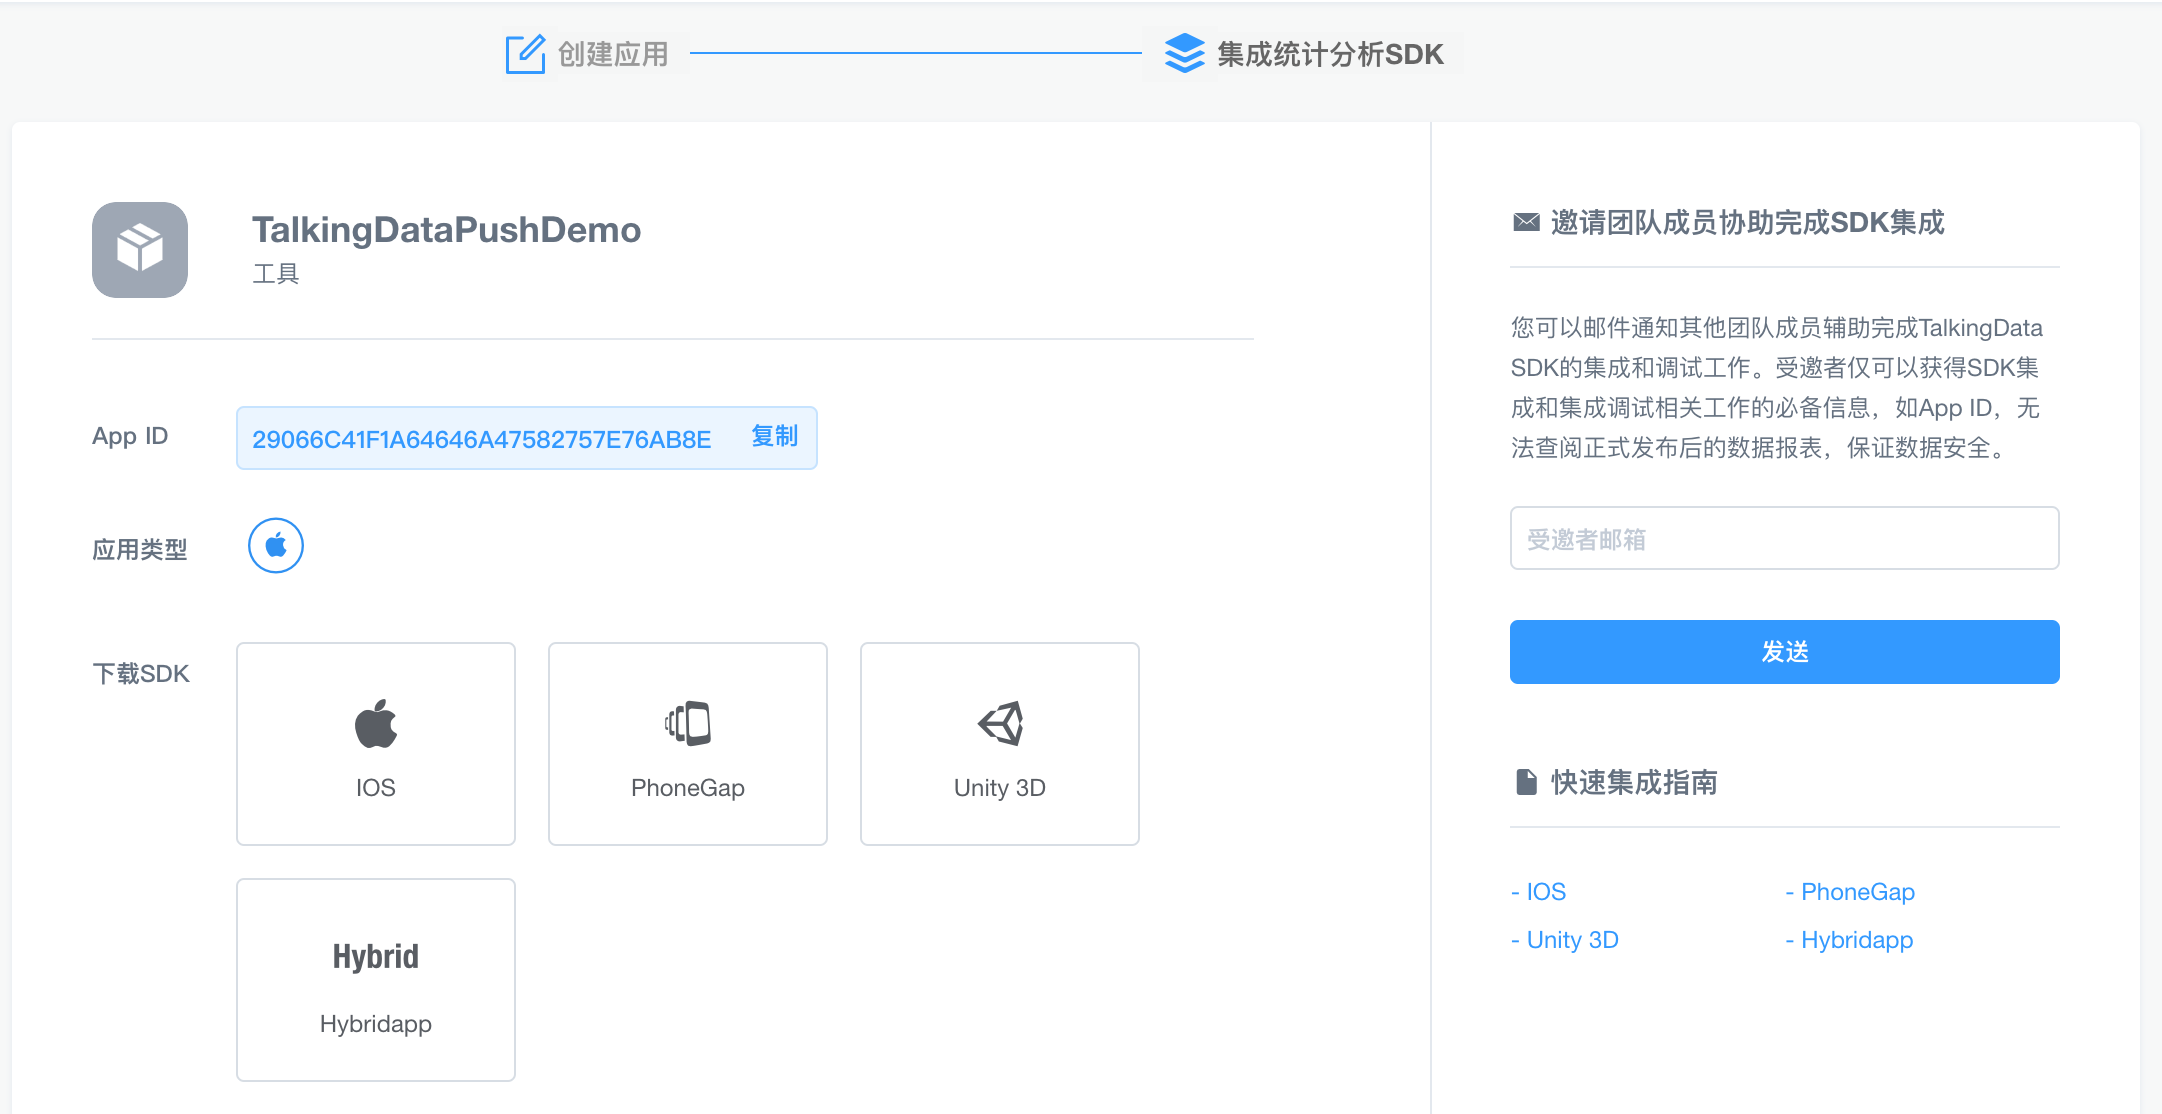 创建应用
集成统计分析SDK
TalkingDataPushDemo
工具
App ID
29066C41F1A64646A47582757E76AB8E
复制
应用类型
下载SDK
IOS
PhoneGap
Unity 3D
Hybrid
Hybridapp
邀请团队成员协助完成SDK集成
您可以邮件通知其他团队成员辅助完成TalkingData
SDK的集成和调试工作。受邀者仅可以获得SDK集
成和集成调试相关工作的必备信息，如App ID，无
法查阅正式发布后的数据报表，保证数据安全。
受邀者邮箱
发送
快速集成指南
- IOS
- PhoneGap
- Unity 3D
- Hybridapp